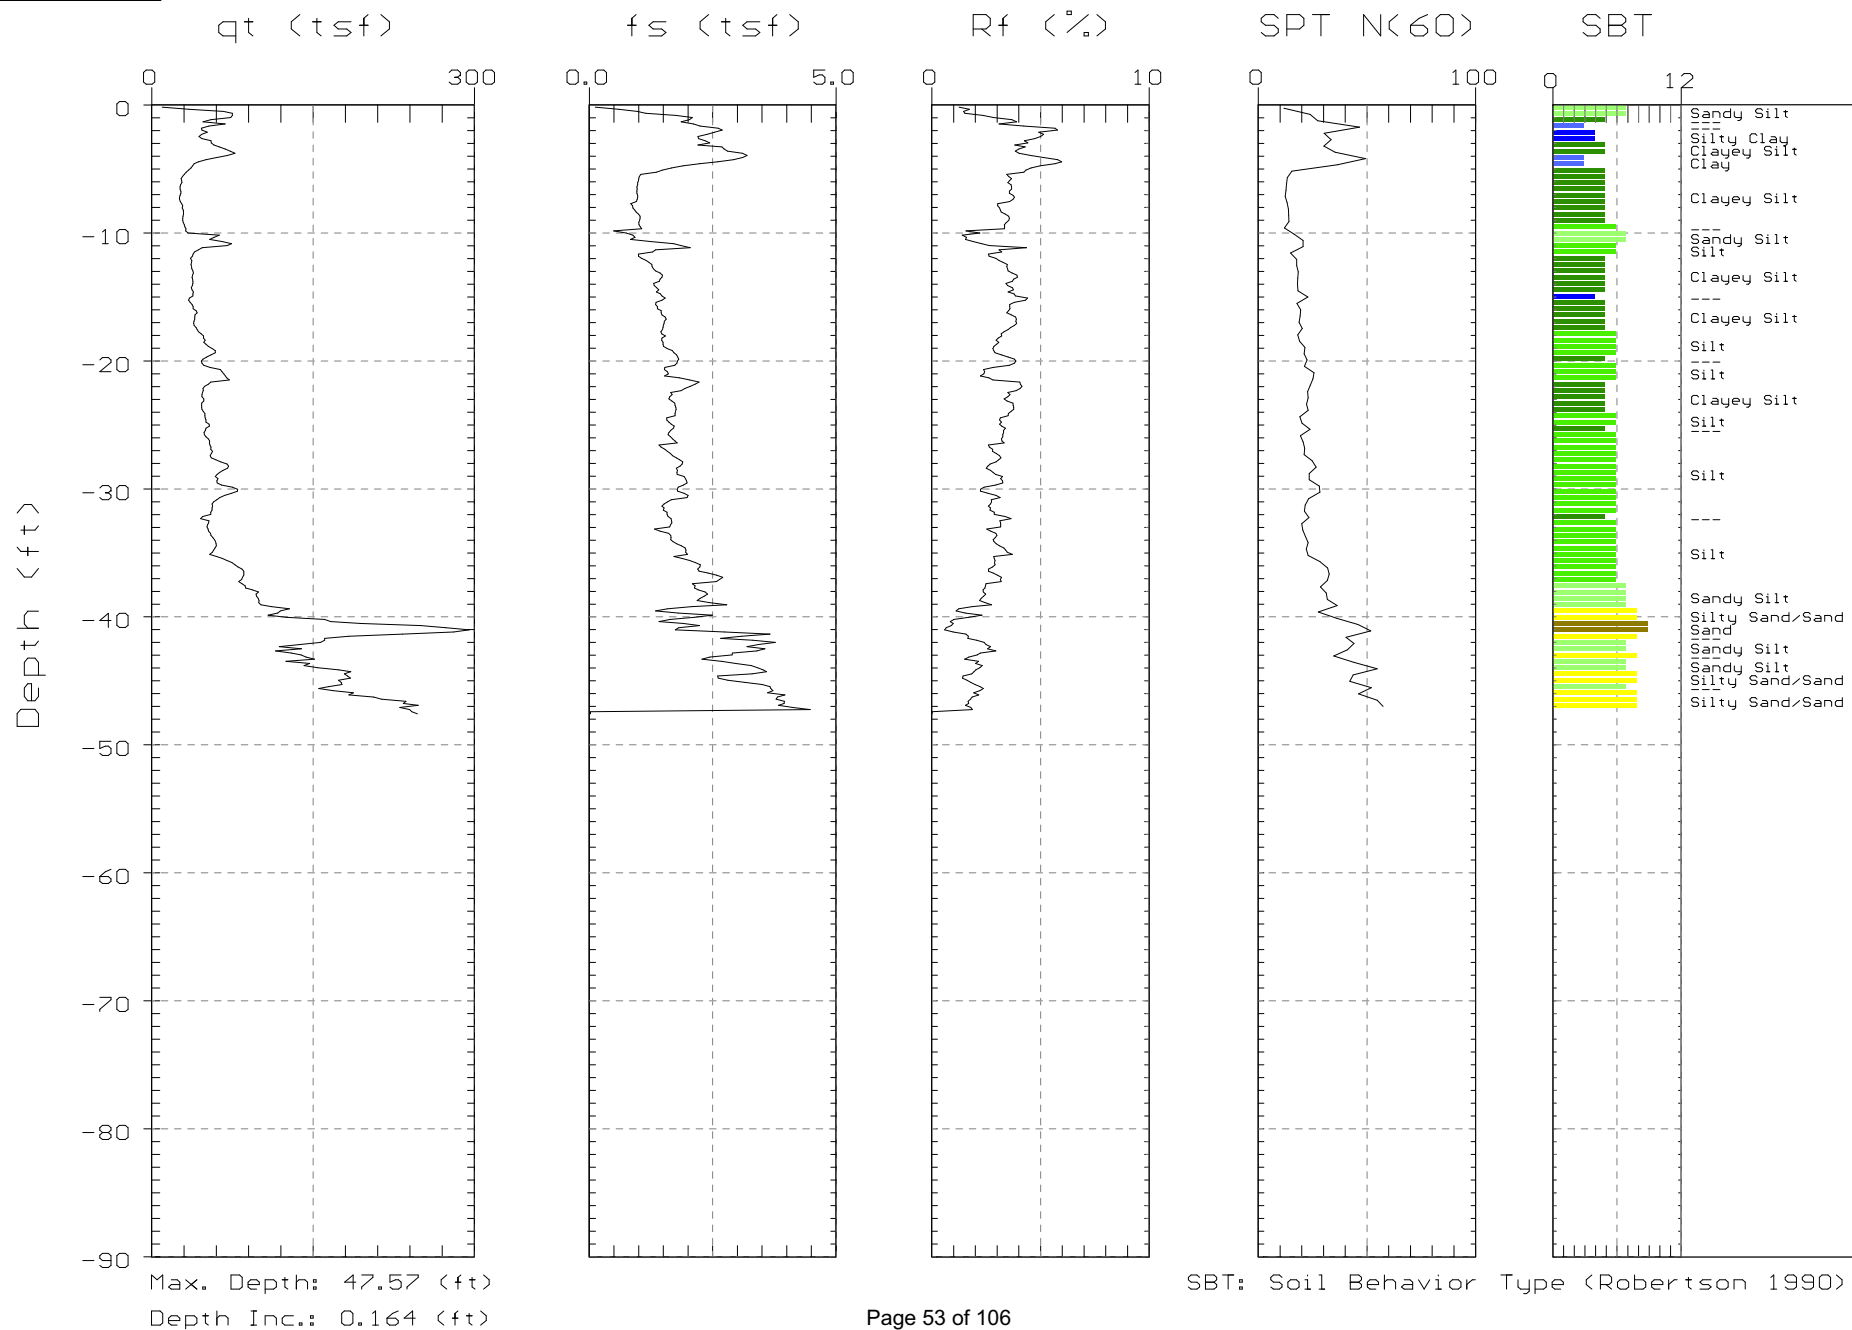 qt (tsf) fs (tsf) Rf (%) SPT N(60) SBT
0 300 0.0 5.0 0 10 0 100 0 12
0
-10
-20
-30
-40
-50
-60
-70
-80
-90
Depth (ft)
Sandy Silt
---
---
Silty Clay
Clayey Silt
Clay
Clayey Silt
---
Sandy Silt
Silt
Clayey Silt
---
Clayey Silt
Silt
---
Silt
Clayey Silt
Silt
---
Silt
---
Silt
Sandy Silt
Silty Sand/Sand
Sand
---
Sandy Silt
---
Sandy Silt
Silty Sand/Sand
---
Silty Sand/Sand
Max. Depth: 47.57 (ft) SBT: Soil Behavior Type (Robertson 1990)
Depth Inc.: 0.164 (ft)
Page 53 of 106